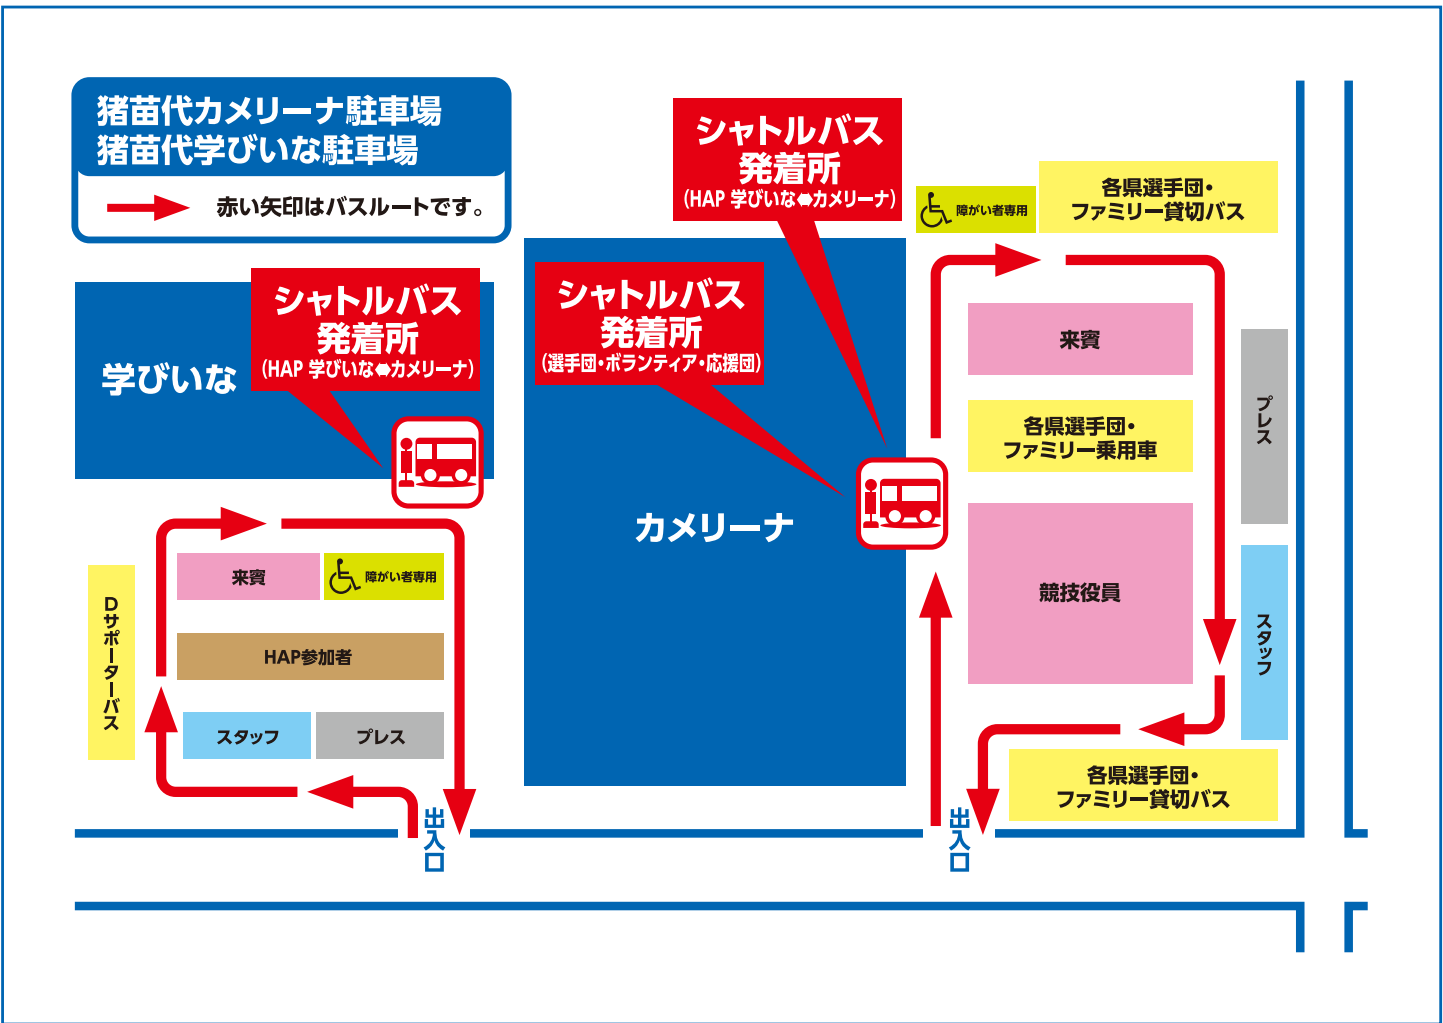 猪苗代カメリーナ駐車場
猪苗代学びいな駐車場
赤い矢印はバスルートです。
シャトルバス
発着所
(HAP 学びいな⬌カメリーナ)
障がい者専用
各県選手団・
ファミリー貸切バス
学びいな
シャトルバス
発着所
(HAP 学びいな⬌カメリーナ)
シャトルバス
発着所
(選手団・ボランティア・応援団)
カメリーナ
来賓
各県選手団・
ファミリー乗用車
競技役員
プレス
スタッフ
各県選手団・
ファミリー貸切バス
Dサポーターバス
来賓
障がい者専用
HAP参加者
スタッフ
プレス
出入口
出入口